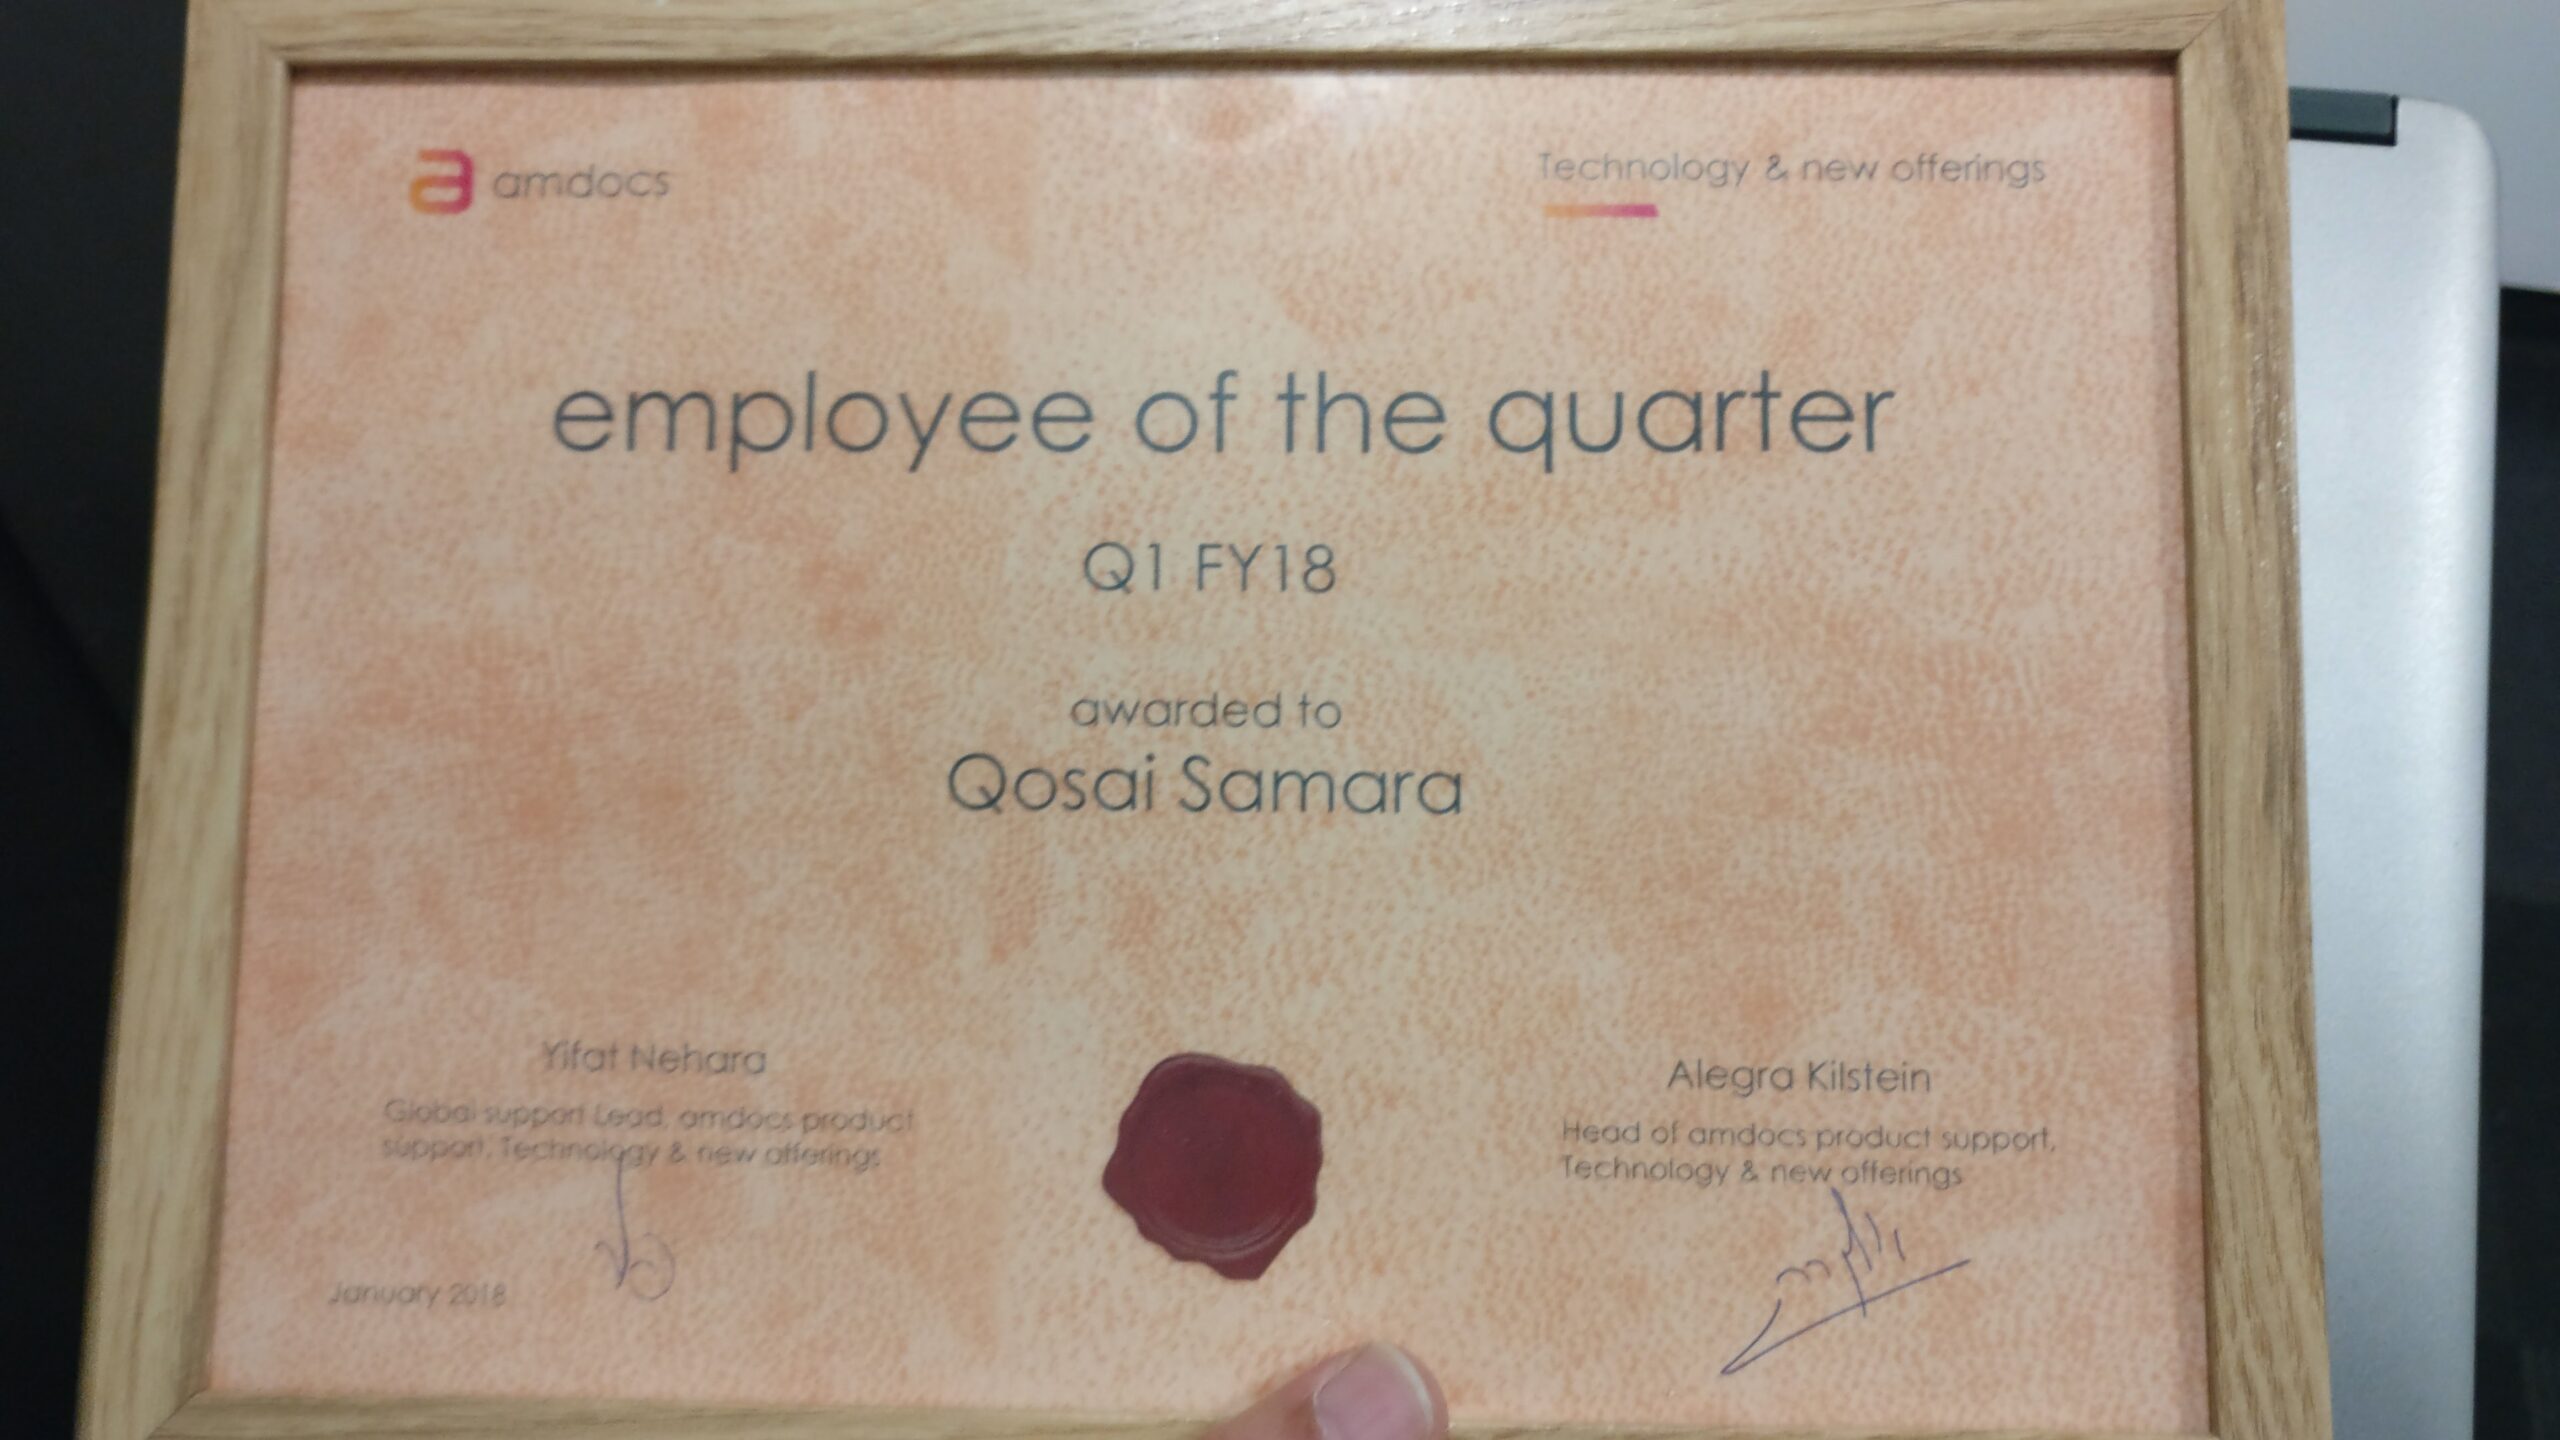 amdocs
Technology & new offerings
employee of the quarter
Q1 FY18
awarded to
Qosai Samara
Yifat Nehara
Global support Lead, amdocs product
support, Technology & new offerings
Alegra Kilstein
Head of amdocs product support,
Technology & new offerings
January 2018